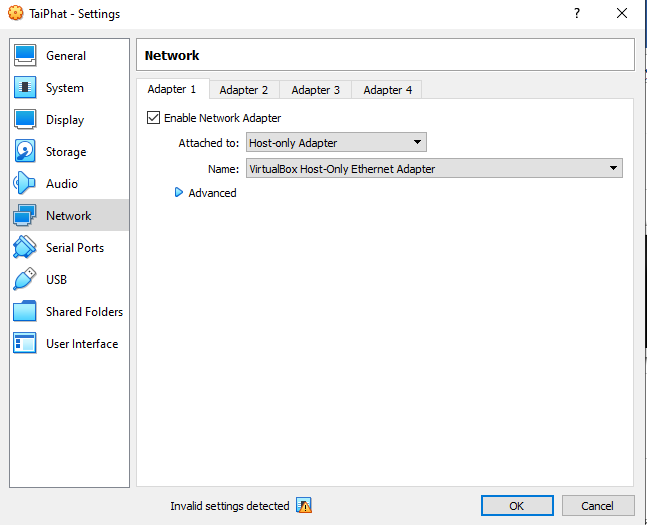 TaiPhat - Settings
?
General
System
Display
Storage
Audio
Network
Serial Ports
USB
Shared Folders
User Interface
Network
Adapter 1 Adapter 2 Adapter 3 Adapter 4
Enable Network Adapter
Attached to: Host-only Adapter
Name: VirtualBox Host-Only Ethernet Adapter
Advanced
Invalid settings detected
OK Cancel